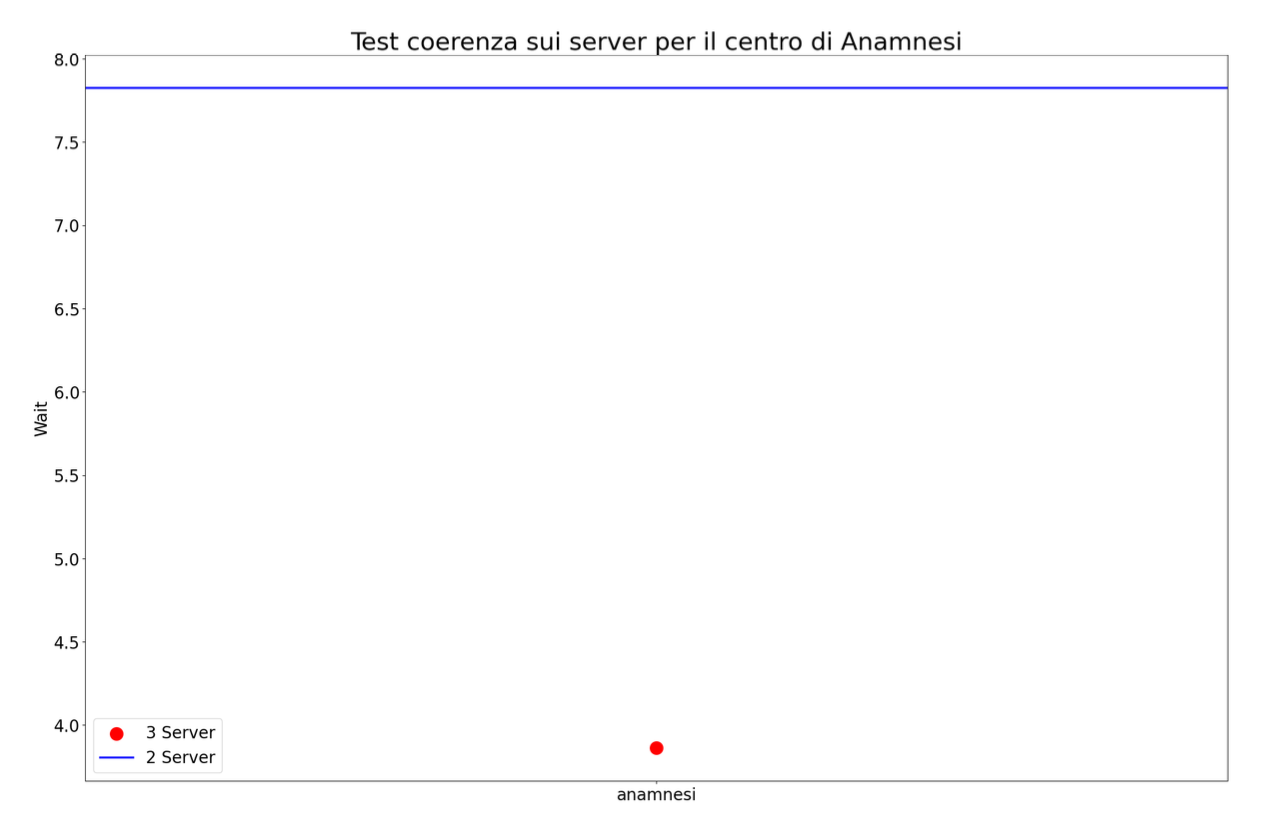 Test coerenza sui server per il centro di Anamnesi
8.0
7.5
7.0
6.5
6.0
5.5
5.0
4.5
4.0
Wait
3 Server
2 Server
anamnesi